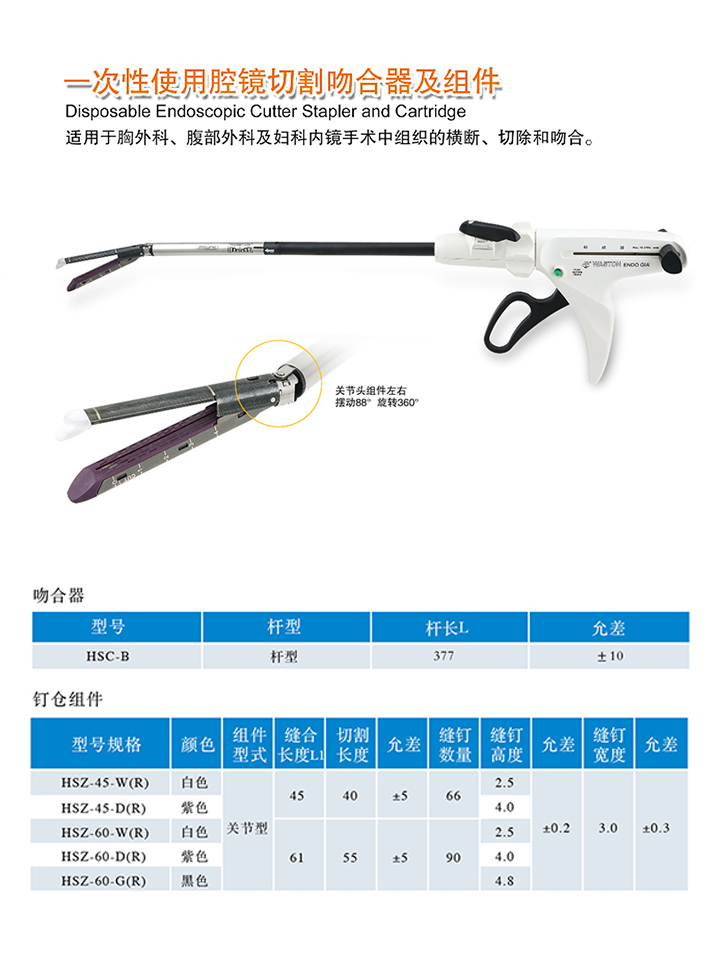 一次性使用腔镜切割吻合器及组件
Disposable Endoscopic Cutter Stapler and Cartridge
适用于胸外科、腹部外科及妇科内镜手术中组织的横断、切除和吻合。
WASTON ENDO GIA
关节头组件左右
摆动88° 旋转360°
吻合器
型号 杆型 杆长L 允差
HSC-B 杆型 377 ±10
钉仓组件
型号规格 颜色 组件型式 缝合长度L1 切割长度 允差 缝钉数量 缝钉高度 允差 缝钉宽度 允差
HSZ-45-W(R) 白色 关节型 45 40 ±5 66 2.5 ±0.2 3.0 ±0.3
HSZ-45-D(R) 紫色 4.0
HSZ-60-W(R) 白色 61 55 ±5 90 2.5
HSZ-60-D(R) 紫色 4.0
HSZ-60-G(R) 黑色 4.8